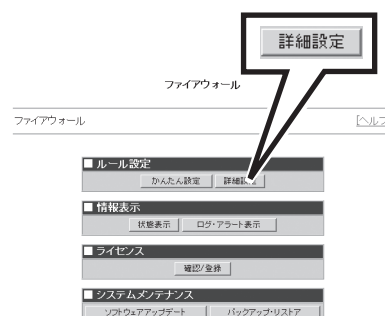 詳細設定
ファイアウォール
ファイアウォール [ヘルプ
■ ルール設定
かんたん設定 詳細設定
■ 情報表示
状態表示 ログ・アラート表示
■ ライセンス
確認/登録
■ システムメンテナンス
ソフトウェアアップデート バックアップ・リストア